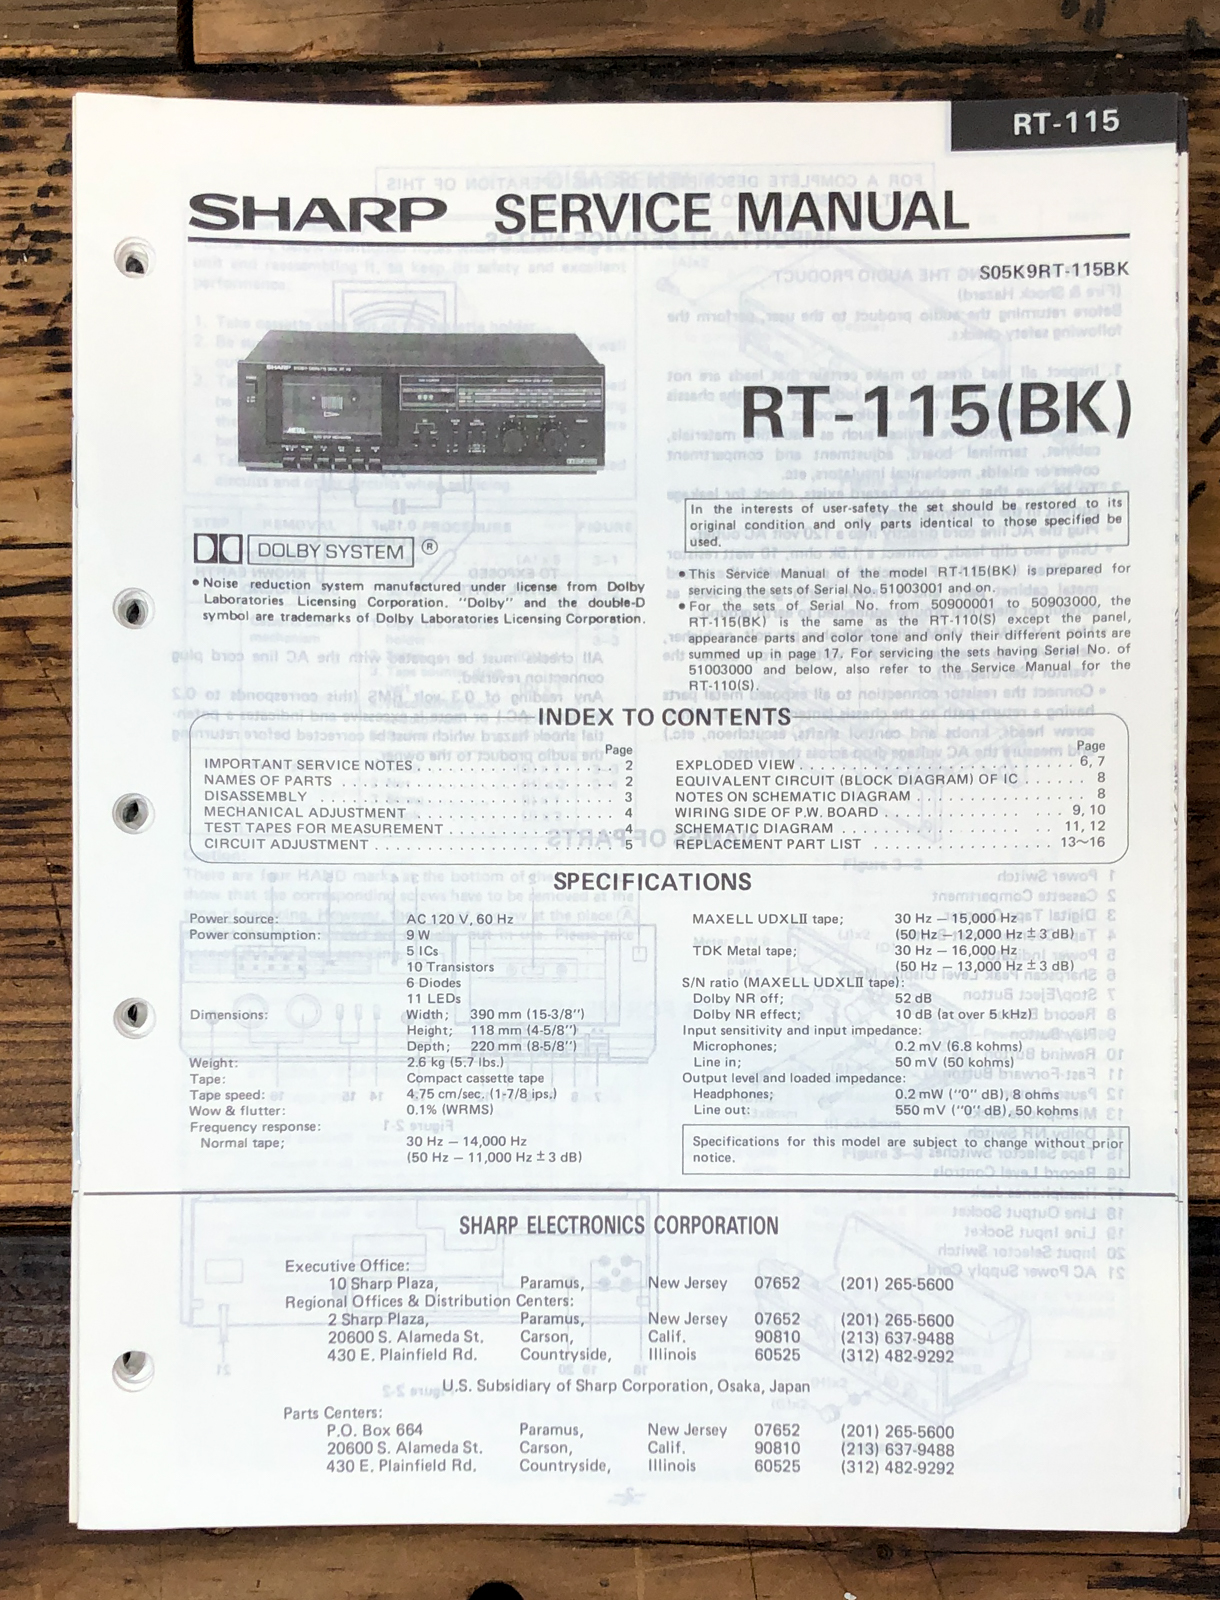 RT-115
SHARP SERVICE MANUAL
S05K9RT-115BK
SHARP
METAL
RT-115(BK)
In the interests of user-safety the set should be restored to its
original condition and only parts identical to those specified be
used.
DOLBY SYSTEM ®
• Noise reduction system manufactured under license from Dolby
Laboratories Licensing Corporation. "Dolby" and the double-D
symbol are trademarks of Dolby Laboratories Licensing Corporation.
• This Service Manual of the model RT-115(BK) is prepared for
servicing the sets of Serial No. 51003001 and on.
• For the sets of Serial No. from 50900001 to 50903000, the
RT-115(BK) is the same as the RT-110(S) except the panel,
appearance parts and color tone and only their different points are
summed up in page 17. For servicing the sets having Serial No. of
51003000 and below, also refer to the Service Manual for the
RT-110(S).
INDEX TO CONTENTS
Page
IMPORTANT SERVICE NOTES . . . . . . . . . . . . . . . . . . . . 2
NAMES OF PARTS . . . . . . . . . . . . . . . . . . . . . . . . . . 2
DISASSEMBLY . . . . . . . . . . . . . . . . . . . . . . . . . . . . 3
MECHANICAL ADJUSTMENT . . . . . . . . . . . . . . . . . . . . 4
TEST TAPES FOR MEASUREMENT . . . . . . . . . . . . . . . . 4
CIRCUIT ADJUSTMENT . . . . . . . . . . . . . . . . . . . . . . . 5
Page
EXPLODED VIEW . . . . . . . . . . . . . . . . . . . . . . . . . 6, 7
EQUIVALENT CIRCUIT (BLOCK DIAGRAM) OF IC . . . . . . 8
NOTES ON SCHEMATIC DIAGRAM . . . . . . . . . . . . . . . . 8
WIRING SIDE OF P.W. BOARD . . . . . . . . . . . . . . . . . 9, 10
SCHEMATIC DIAGRAM . . . . . . . . . . . . . . . . . . . . . 11, 12
REPLACEMENT PART LIST . . . . . . . . . . . . . . . . . 13~16
SPECIFICATIONS
Power source: AC 120 V, 60 Hz
Power consumption: 9 W
5 ICs
10 Transistors
6 Diodes
11 LEDs
Dimensions: Width; 390 mm (15-3/8")
Height; 118 mm (4-5/8")
Depth; 220 mm (8-5/8")
Weight: 2.6 kg (5.7 lbs.)
Tape: Compact cassette tape
Tape speed: 4.75 cm/sec. (1-7/8 ips.)
Wow & flutter: 0.1% (WRMS)
Frequency response:
Normal tape; 30 Hz – 14,000 Hz
(50 Hz – 11,000 Hz ± 3 dB)
MAXELL UDXLII tape; 30 Hz – 15,000 Hz
(50 Hz – 12,000 Hz ± 3 dB)
TDK Metal tape; 30 Hz – 16,000 Hz
(50 Hz – 13,000 Hz ± 3 dB)
S/N ratio (MAXELL UDXLII tape):
Dolby NR off; 52 dB
Dolby NR effect; 10 dB (at over 5 kHz)
Input sensitivity and input impedance:
Microphones; 0.2 mV (6.8 kohms)
Line in; 50 mV (50 kohms)
Output level and loaded impedance:
Headphones; 0.2 mW ("0" dB), 8 ohms
Line out: 550 mV ("0" dB), 50 kohms
Specifications for this model are subject to change without prior
notice.
SHARP ELECTRONICS CORPORATION
Executive Office:
10 Sharp Plaza, Paramus, New Jersey 07652 (201) 265-5600
Regional Offices & Distribution Centers:
2 Sharp Plaza, Paramus, New Jersey 07652 (201) 265-5600
20600 S. Alameda St. Carson, Calif. 90810 (213) 637-9488
430 E. Plainfield Rd. Countryside, Illinois 60525 (312) 482-9292
U.S. Subsidiary of Sharp Corporation, Osaka, Japan
Parts Centers:
P.O. Box 664 Paramus, New Jersey 07652 (201) 265-5600
20600 S. Alameda St. Carson, Calif. 90810 (213) 637-9488
430 E. Plainfield Rd. Countryside, Illinois 60525 (312) 482-9292